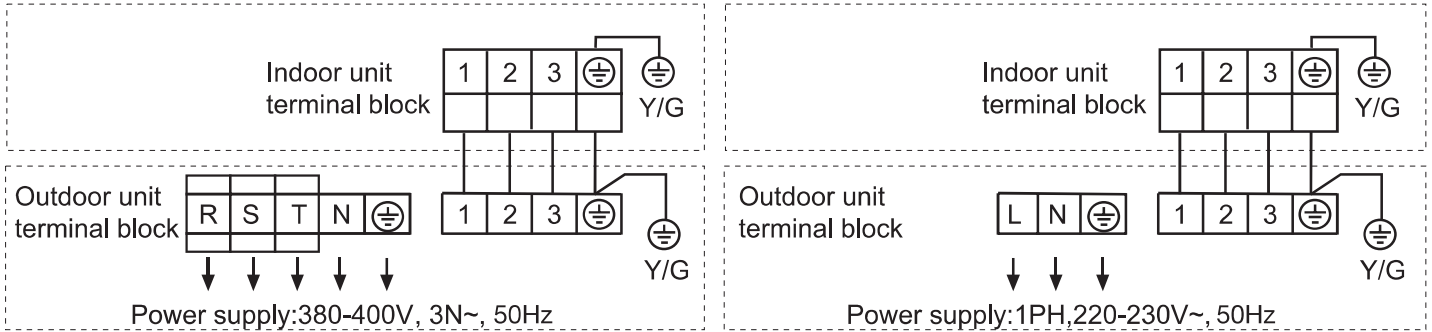 Indoor unit
terminal block
1 2 3
Y/G
Outdoor unit
terminal block
R S T N
1 2 3
Y/G
Power supply:380-400V, 3N~, 50Hz
Indoor unit
terminal block
1 2 3
Y/G
Outdoor unit
terminal block
L N
1 2 3
Y/G
Power supply:1PH,220-230V~, 50Hz